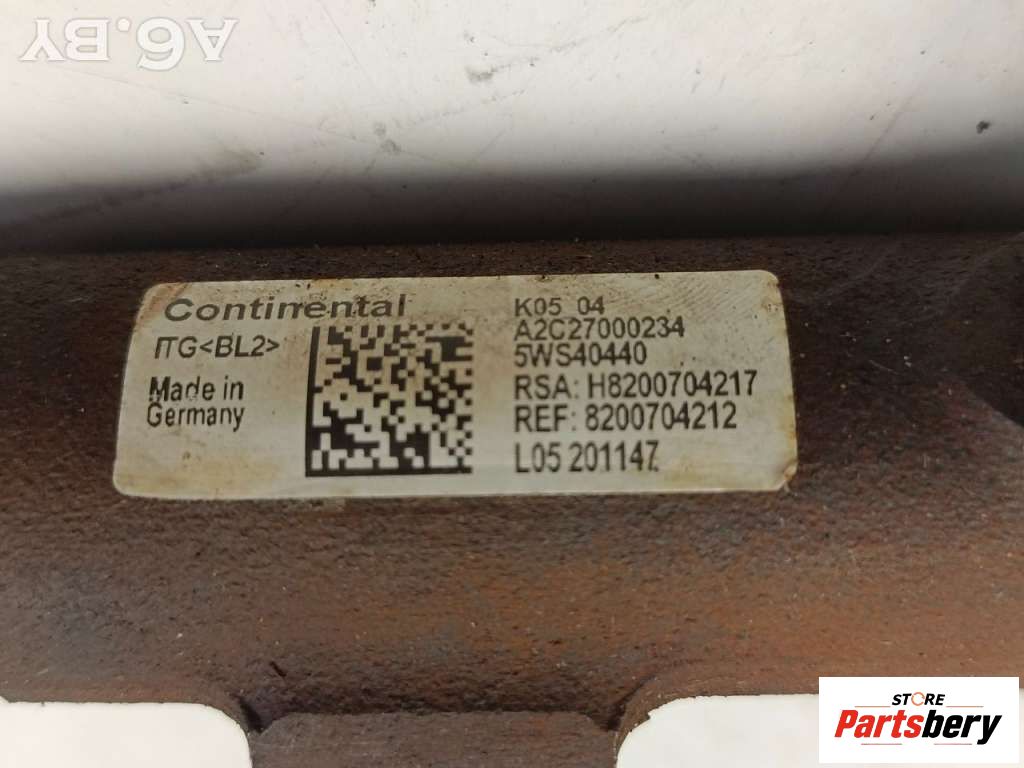 A6.BY
Continental
ITG<BL2>
Made in
Germany
K05 04
A2C27000234
5WS40440
RSA: H8200704217
REF: 8200704212
L05 201147
STORE
Partsbery